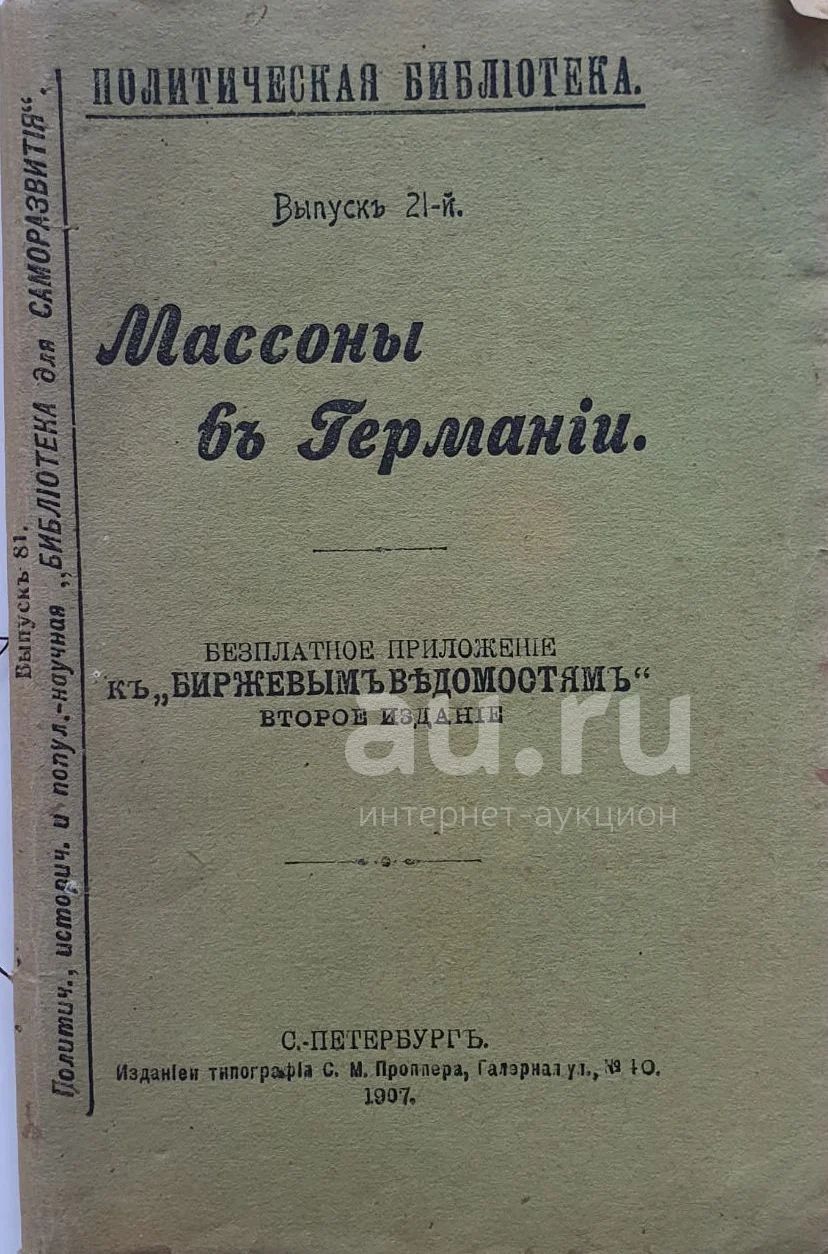 ПОЛИТИЧЕСКАЯ БИБЛІОТЕКА.
Выпускъ 21-й.
Массоны
въ Германіи.
БЕЗПЛАТНОЕ ПРИЛОЖЕНІЕ
КЪ „БИРЖЕВЫМЪ ВѢДОМОСТЯМЪ“
ВТОРОЕ ИЗДАНІЕ
au.ru
интернет-аукцион
С.-ПЕТЕРБУРГЪ.
Изданіе и типографія С. М. Проппера, Галэрная ул., № 40.
1907.
Выпускъ 81.
Политич., историч. и попул.-научная „БИБЛІОТЕКА для САМОРАЗВИТІЯ“.